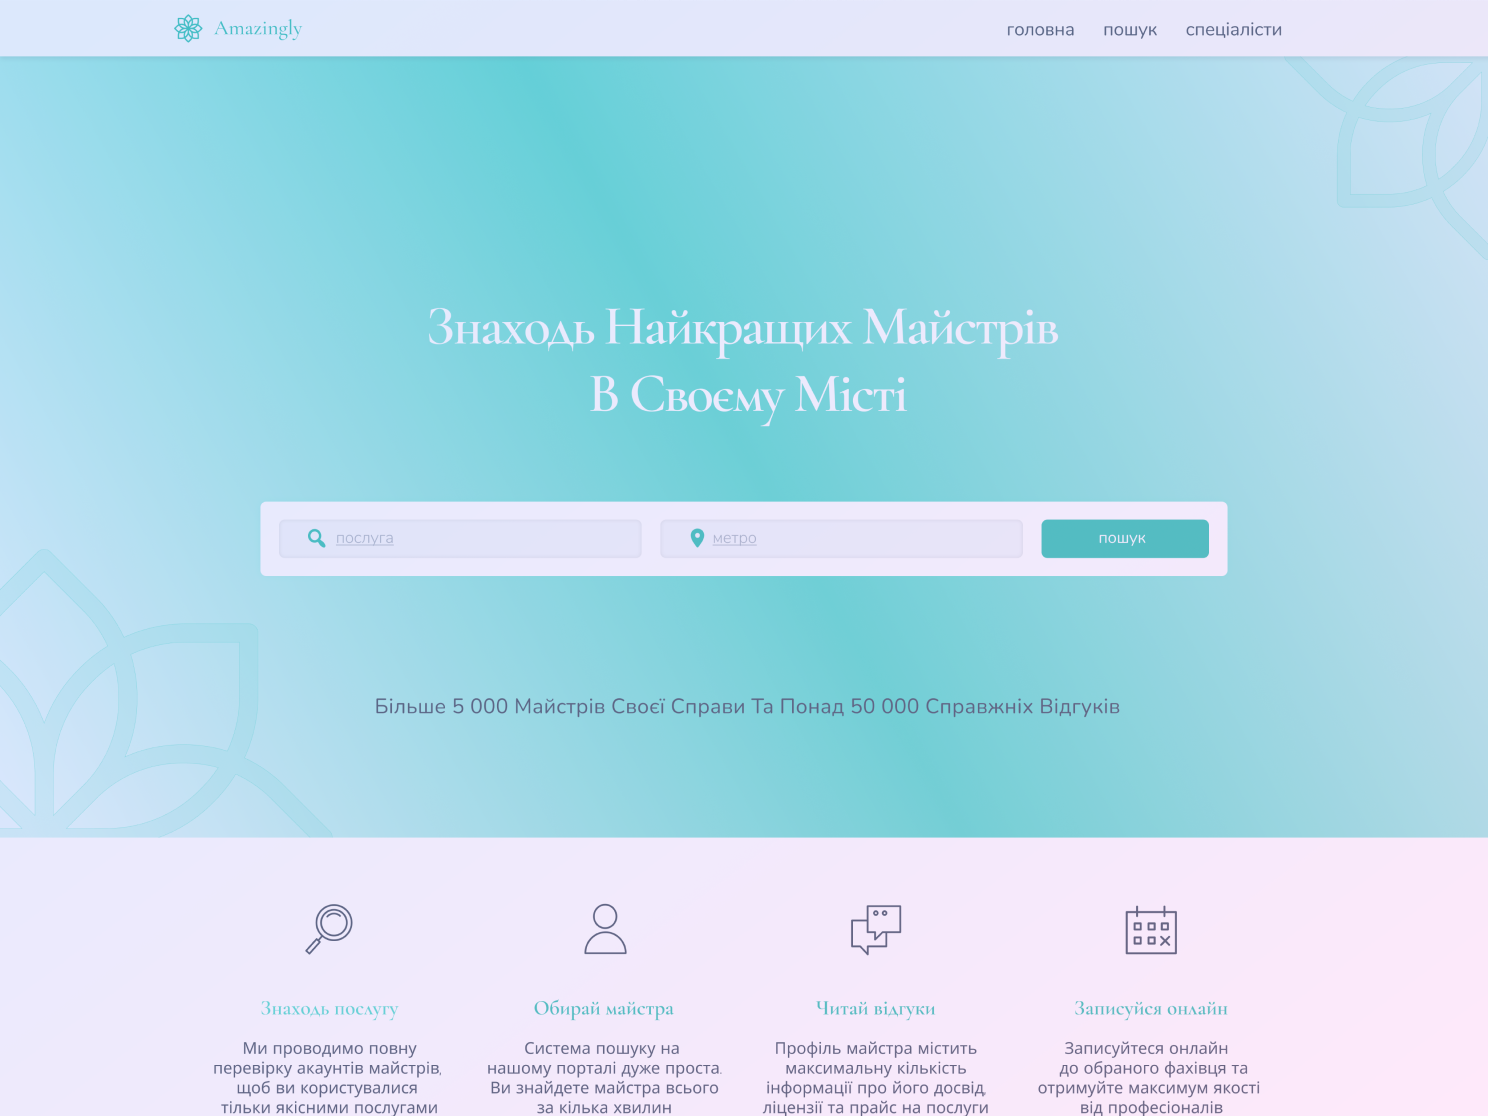 Amazingly
головна пошук спеціалісти
Знаходь Найкращих Майстрів
В Своєму Місті
послуга метро пошук
Більше 5 000 Майстрів Своєї Справи Та Понад 50 000 Справжніх Відгуків
Знаходь послугу
Ми проводимо повну
перевірку акаунтів майстрів,
щоб ви користувалися
тільки якісними послугами
Обирай майстра
Система пошуку на
нашому порталі дуже проста.
Ви знайдете майстра всього
за кілька хвилин
Читай відгуки
Профіль майстра містить
максимальну кількість
інформації про його досвід,
ліцензії та прайс на послуги
Записуйся онлайн
Записуйтеся онлайн
до обраного фахівця та
отримуйте максимум якості
від професіоналів